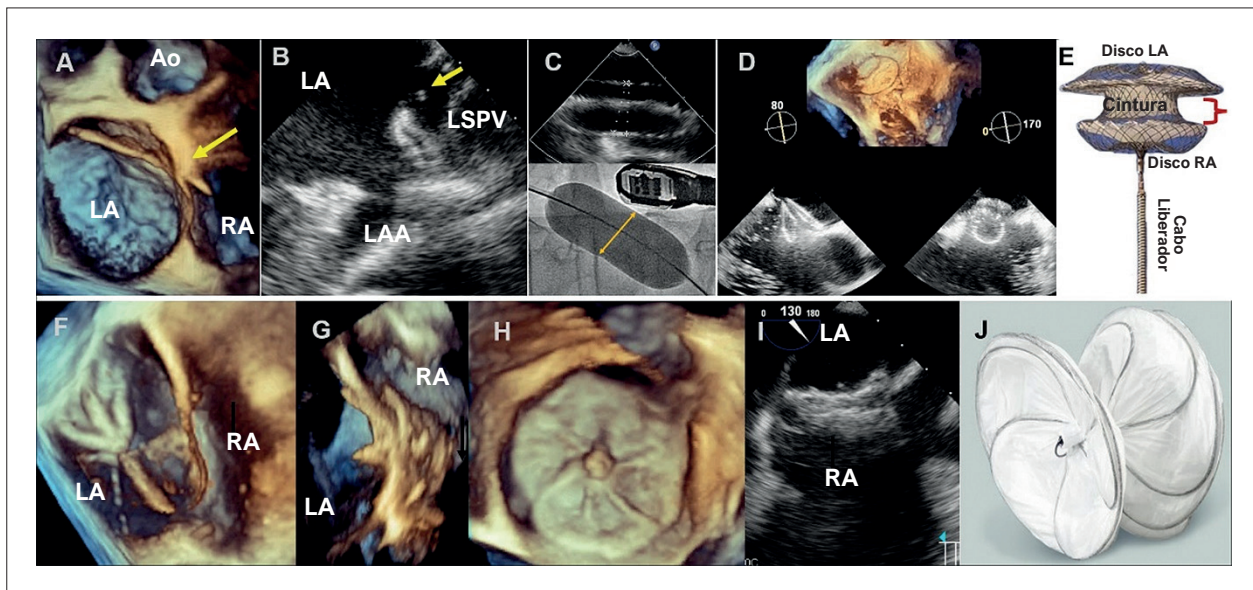 A
Ao
LA
RA
B
LA
LSPV
LAA
C
D
80
0
170
E
Disco LA
Cintura
Disco RA
Cabo
Liberador
F
RA
LA
G
RA
LA
H
I
0 130 180
LA
RA
J